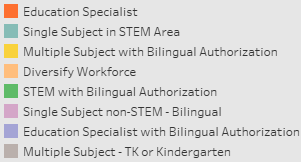 Education Specialist
Single Subject in STEM Area
Multiple Subject with Bilingual Authorization
Diversify Workforce
STEM with Bilingual Authorization
Single Subject non-STEM - Bilingual
Education Specialist with Bilingual Authorization
Multiple Subject - TK or Kindergarten